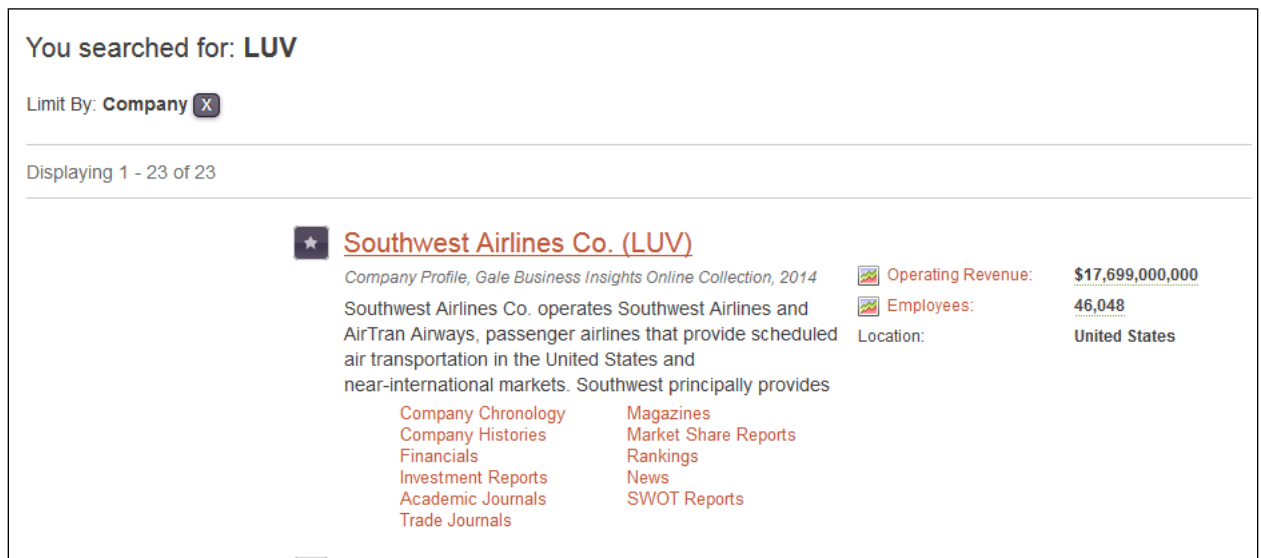 You searched for: LUV
Limit By: Company X
Displaying 1 - 23 of 23
Southwest Airlines Co. (LUV)
Company Profile, Gale Business Insights Online Collection, 2014
Southwest Airlines Co. operates Southwest Airlines and
AirTran Airways, passenger airlines that provide scheduled
air transportation in the United States and
near-international markets. Southwest principally provides
Operating Revenue: $17,699,000,000
Employees: 46,048
Location: United States
Company Chronology
Company Histories
Financials
Investment Reports
Academic Journals
Trade Journals
Magazines
Market Share Reports
Rankings
News
SWOT Reports